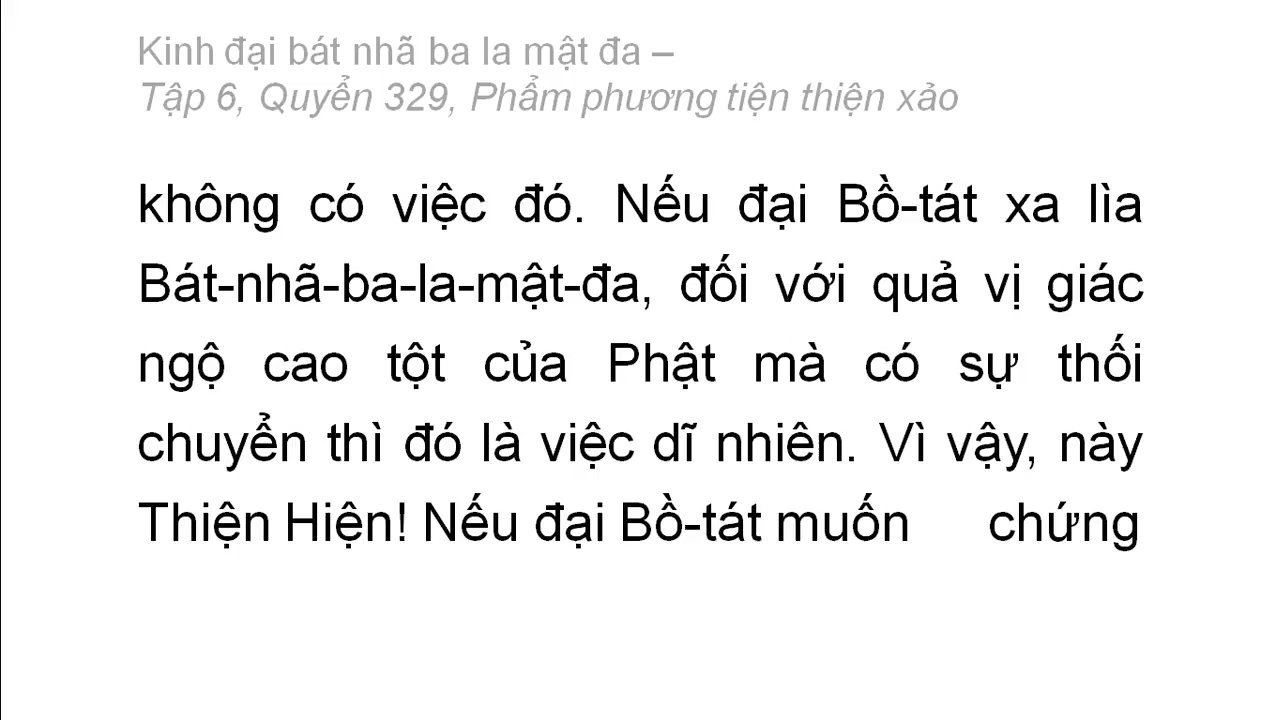 Kinh đại bát nhã ba la mật đa –
Tập 6, Quyển 329, Phẩm phương tiện thiện xảo
không có việc đó. Nếu đại Bồ-tát xa lìa
Bát-nhã-ba-la-mật-đa, đối với quả vị giác
ngộ cao tột của Phật mà có sự thối
chuyển thì đó là việc dĩ nhiên. Vì vậy, này
Thiện Hiện! Nếu đại Bồ-tát muốn chứng